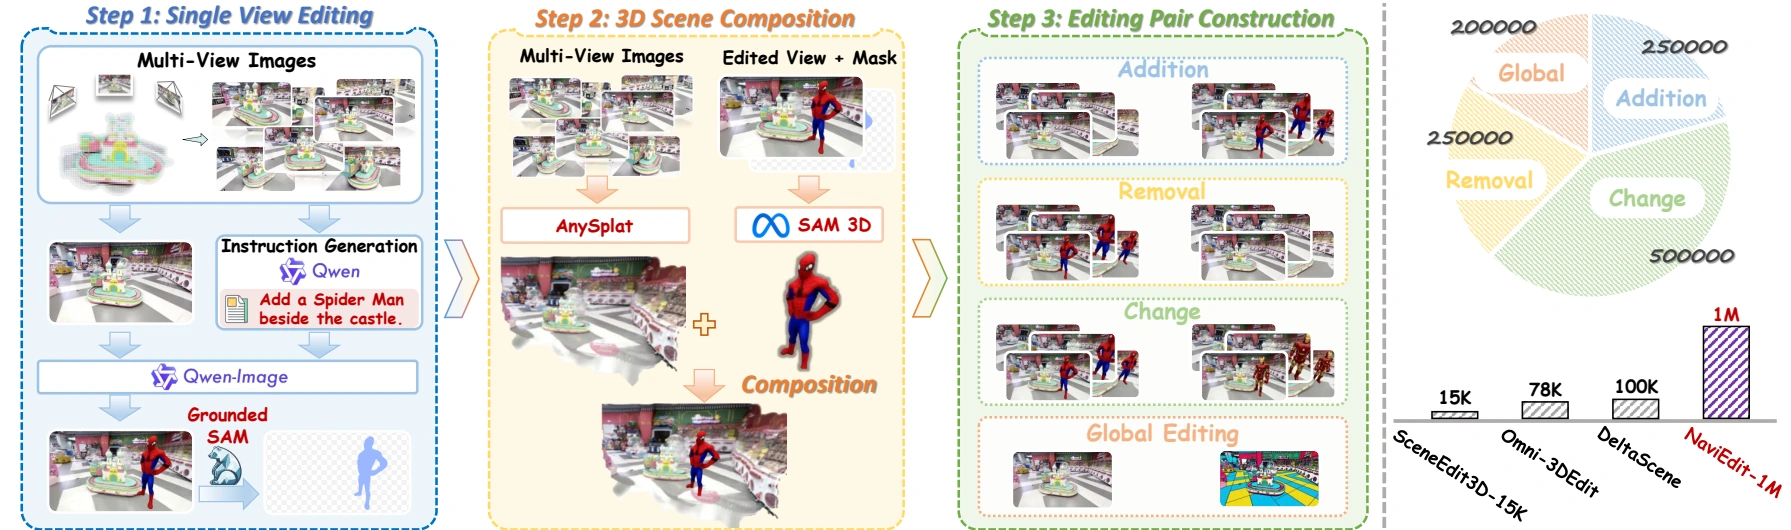 Step 1: Single View Editing
Multi-View Images
Instruction Generation
Qwen
Add a Spider Man
beside the castle.
Qwen-Image
Grounded
SAM
Step 2: 3D Scene Composition
Multi-View Images
Edited View + Mask
AnySplat
SAM 3D
Composition
Step 3: Editing Pair Construction
Addition
Removal
Change
Global Editing
200000
250000
Global
Addition
250000
Removal
Change
500000
1M
15K
78K
100K
SceneEdit3D-15K
Omni-3DEdit
DeltaScene
NaviEdit-1M